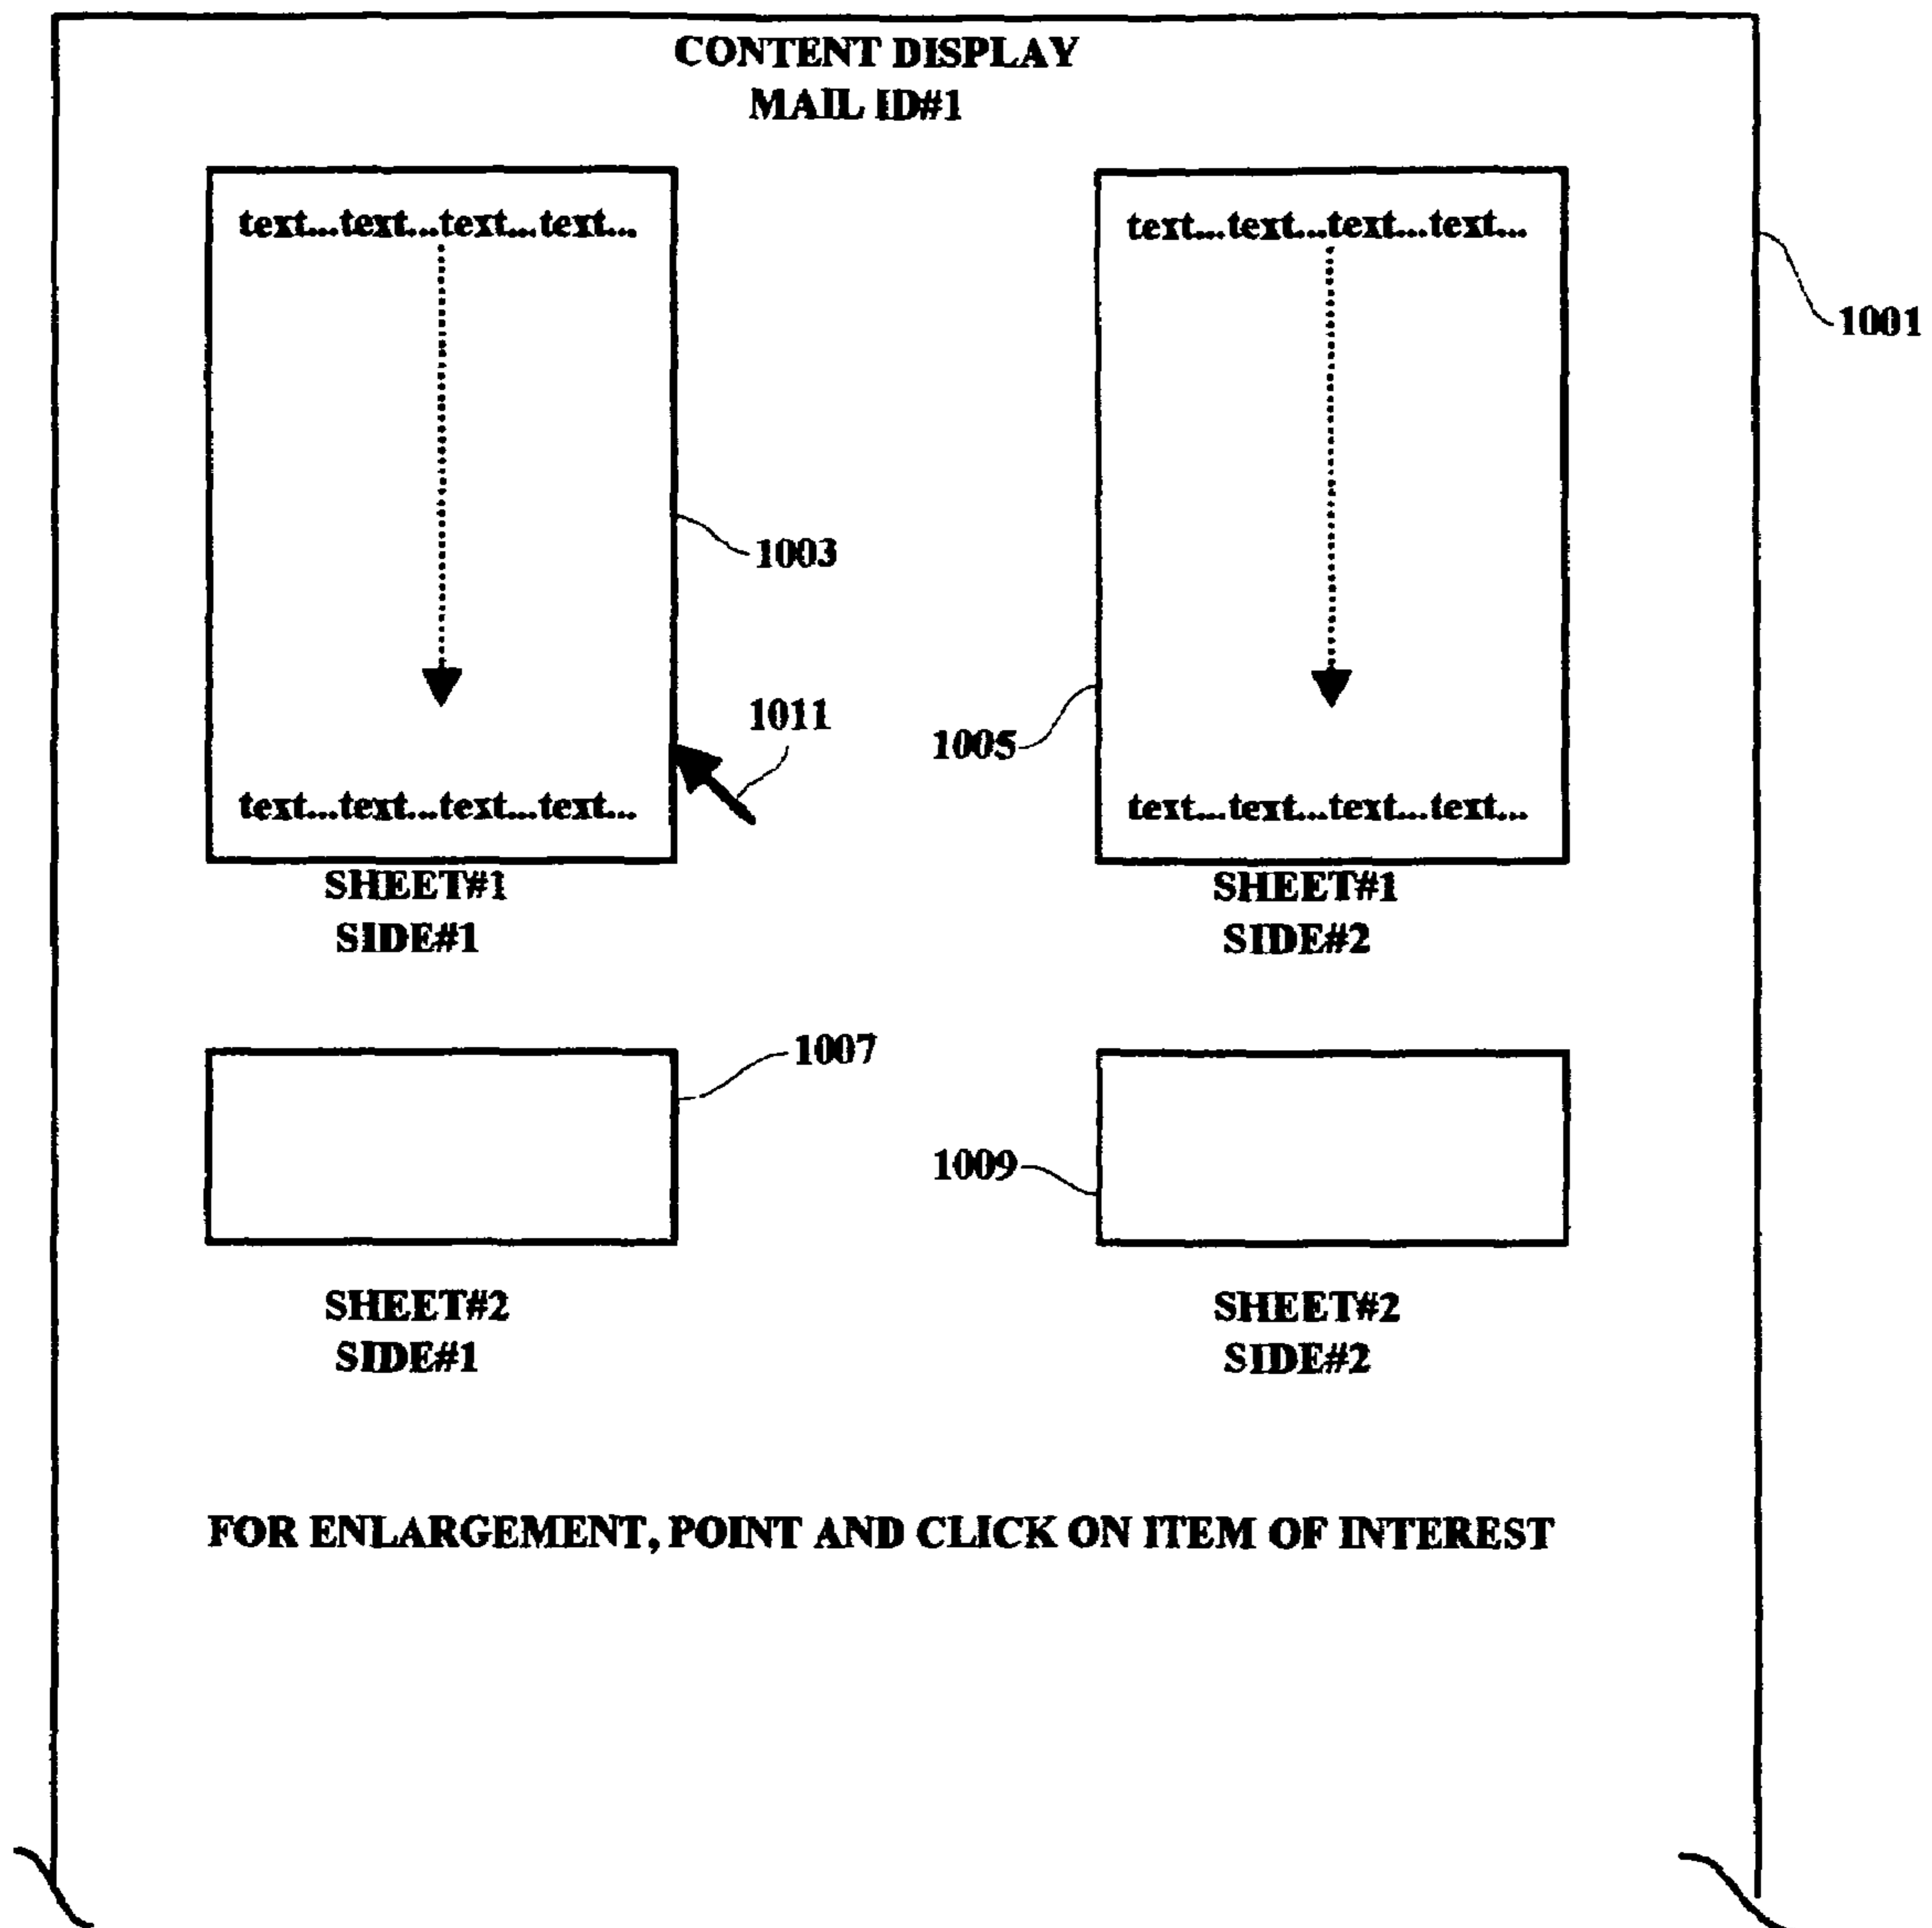 CONTENT DISPLAY
MAIL ID#1
text...text...text...text...
text...text...text...text...
1001
1003
1011
1005
text...text...text...text...
text...text...text...text...
SHEET#1
SIDE#1
SHEET#1
SIDE#2
1007
1009
SHEET#2
SIDE#1
SHEET#2
SIDE#2
FOR ENLARGEMENT, POINT AND CLICK ON ITEM OF INTEREST